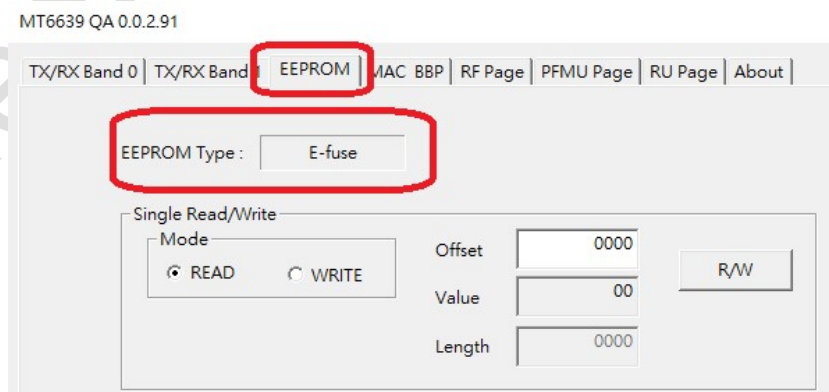 MT6639 QA 0.0.2.91
TX/RX Band 0 TX/RX Band EEPROM MAC BBP RF Page PFMU Page RU Page About
EEPROM Type : E-fuse
Single Read/Write
Mode
READ WRITE
Offset 0000
R/W
Value 00
Length 0000